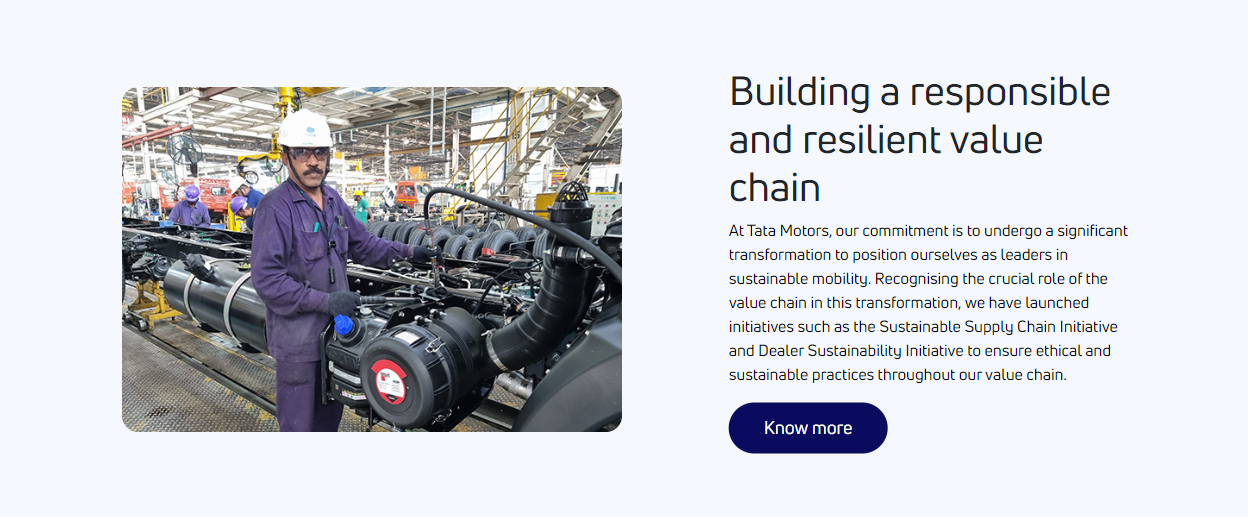 Building a responsible
and resilient value
chain
At Tata Motors, our commitment is to undergo a significant
transformation to position ourselves as leaders in
sustainable mobility. Recognising the crucial role of the
value chain in this transformation, we have launched
initiatives such as the Sustainable Supply Chain Initiative
and Dealer Sustainability Initiative to ensure ethical and
sustainable practices throughout our value chain.
Know more